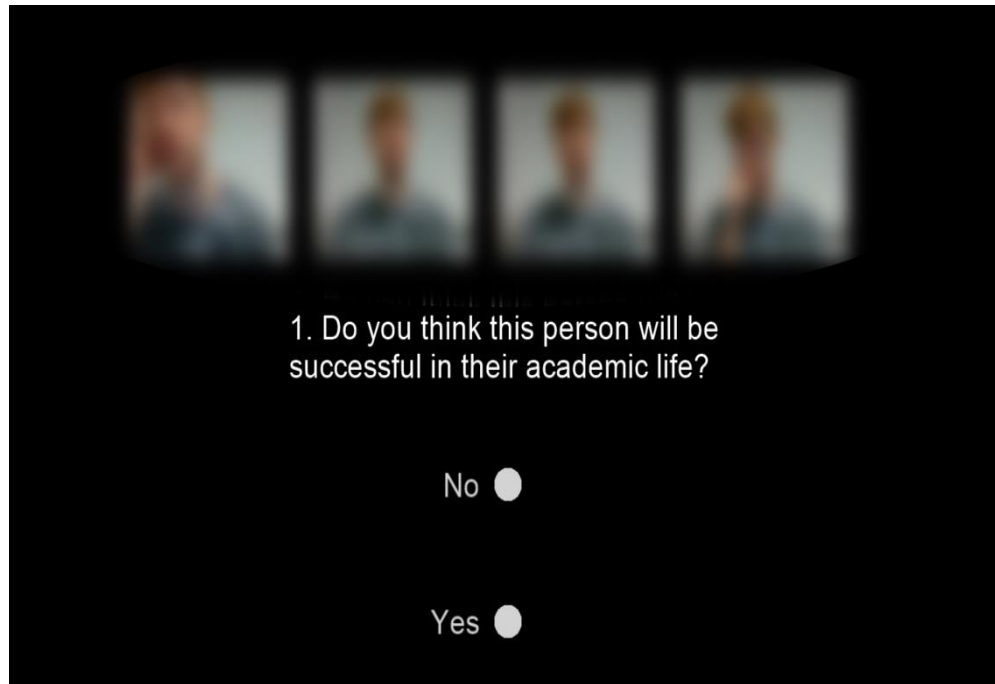 1. Do you think this person will be
successful in their academic life?
No
Yes